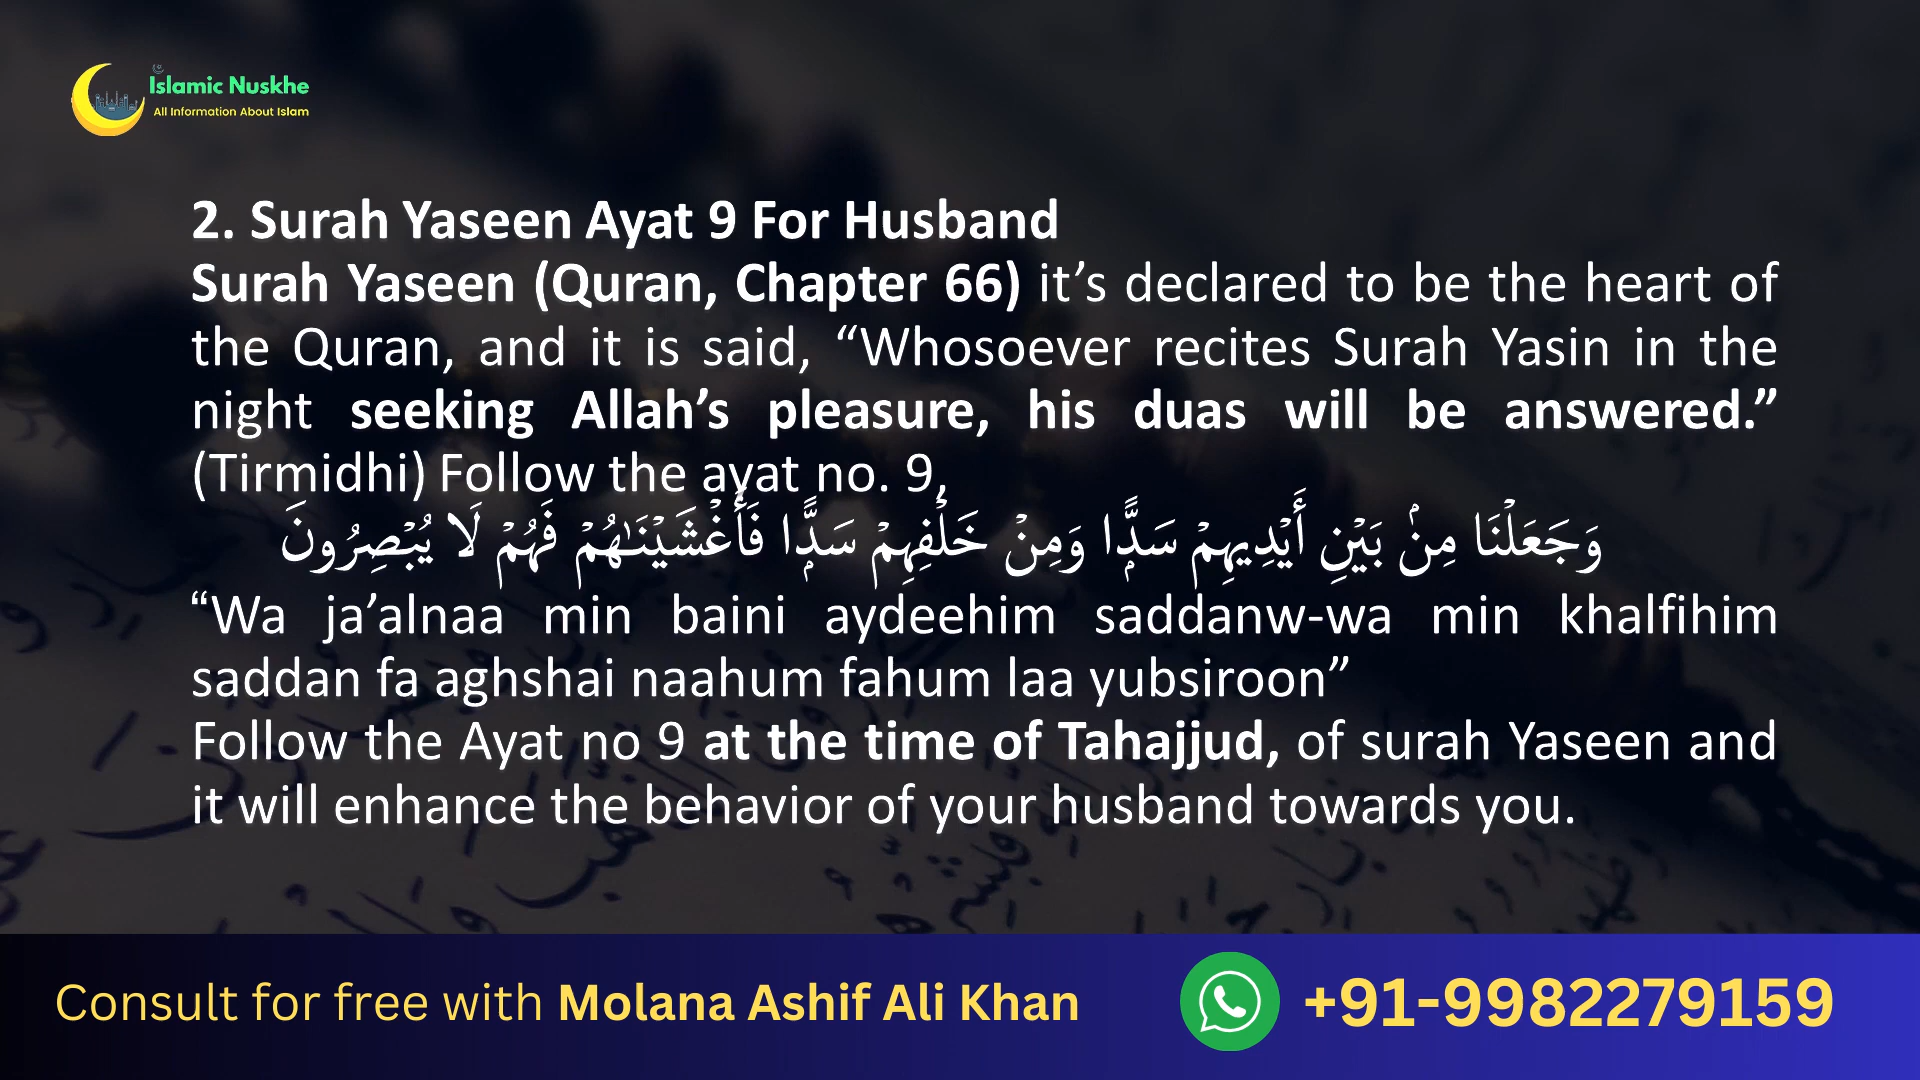 Islamic Nuskhe
All Information About Islam
2. Surah Yaseen Ayat 9 For Husband
Surah Yaseen (Quran, Chapter 66) it’s declared to be the heart of
the Quran, and it is said, “Whosoever recites Surah Yasin in the
night seeking Allah’s pleasure, his duas will be answered.”
(Tirmidhi) Follow the ayat no. 9,
وَجَعَلْنَا مِنۢ بَيْنِ أَيْدِيهِمْ سَدًّۭا وَمِنْ خَلْفِهِمْ سَدًّۭا فَأَغْشَيْنَـٰهُمْ فَهُمْ لَا يُبْصِرُونَ
“Wa ja’alnaa min baini aydeehim saddanw-wa min khalfihim
saddan fa aghshai naahum fahum laa yubsiroon”
Follow the Ayat no 9 at the time of Tahajjud, of surah Yaseen and
it will enhance the behavior of your husband towards you.
Consult for free with Molana Ashif Ali Khan
+91-9982279159